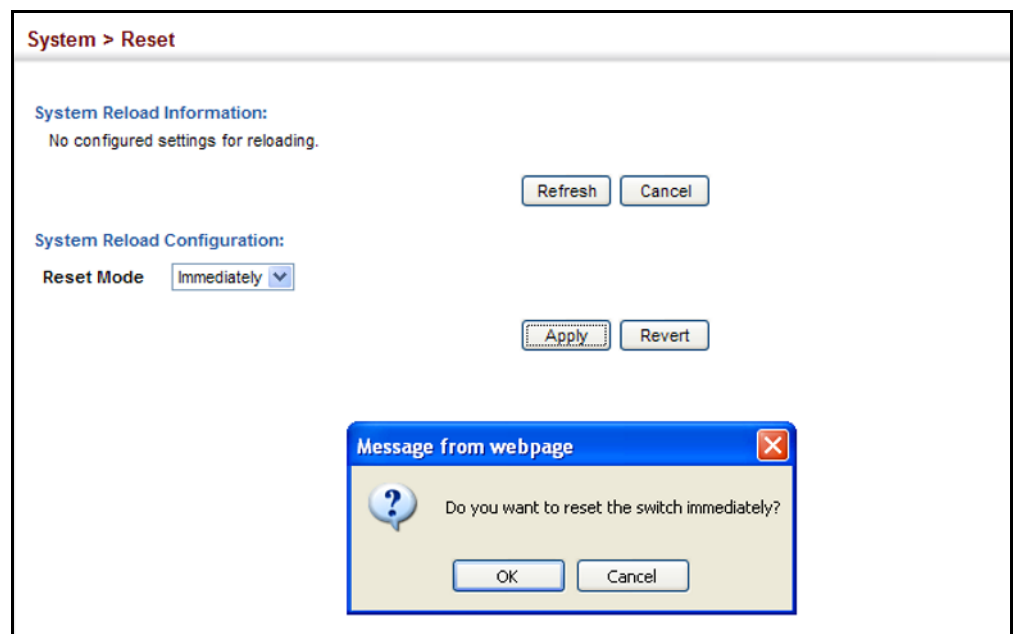 System > Reset
System Reload Information:
No configured settings for reloading.
Refresh Cancel
System Reload Configuration:
Reset Mode Immediately
Apply Revert
Message from webpage
Do you want to reset the switch immediately?
OK Cancel